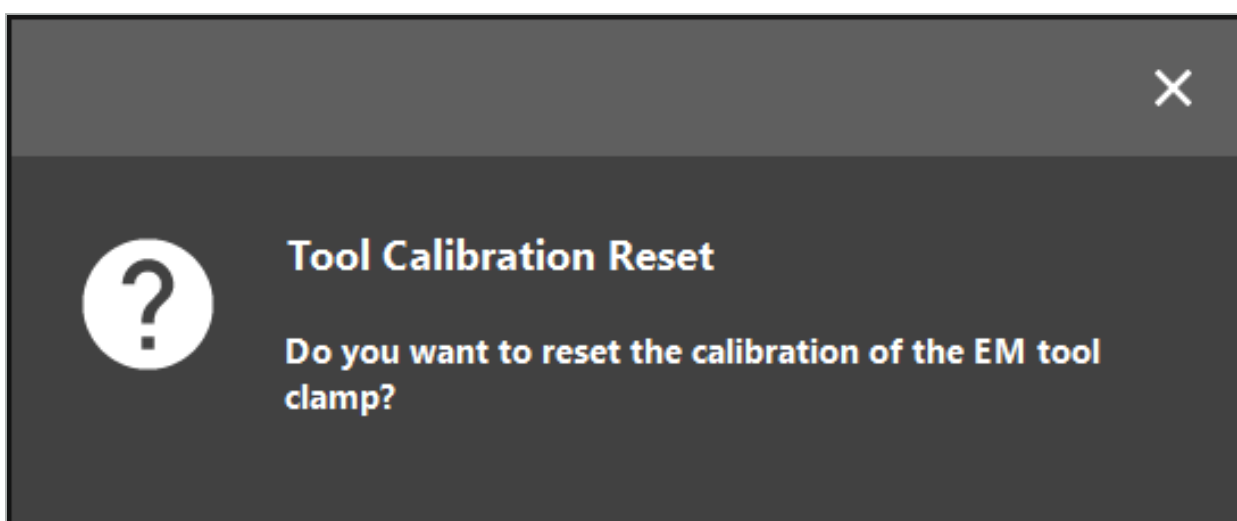 Tool Calibration Reset
Do you want to reset the calibration of the EM tool
clamp?